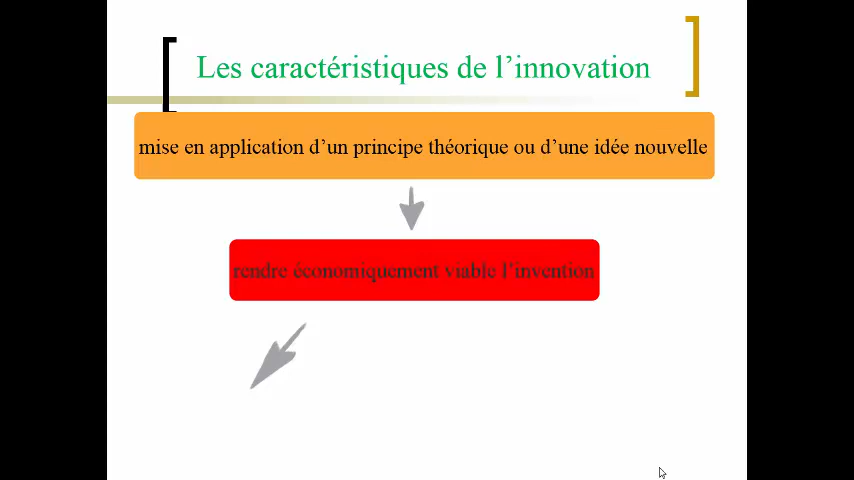 Les caractéristiques de l’innovation
mise en application d’un principe théorique ou d’une idée nouvelle
rendre économiquement viable l’invention